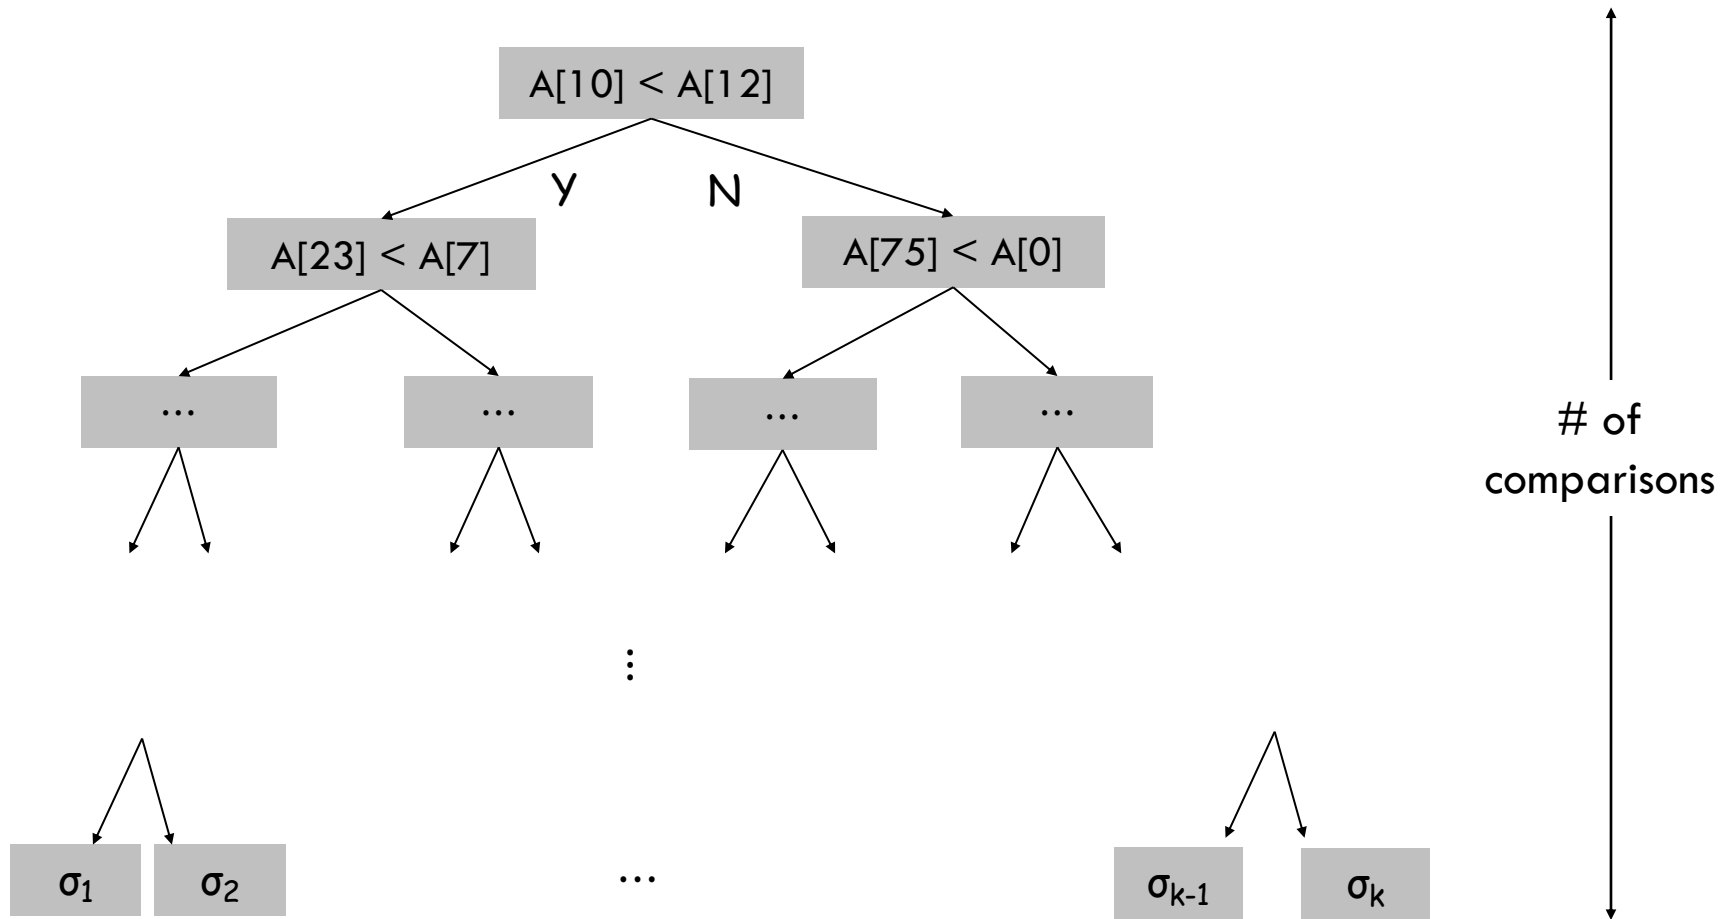 A[10] < A[12]
Y N
A[23] < A[7] A[75] < A[0]
... ... ... ...
# of
comparisons
⋮
σ₁ σ₂ ... σₖ₋₁ σₖ